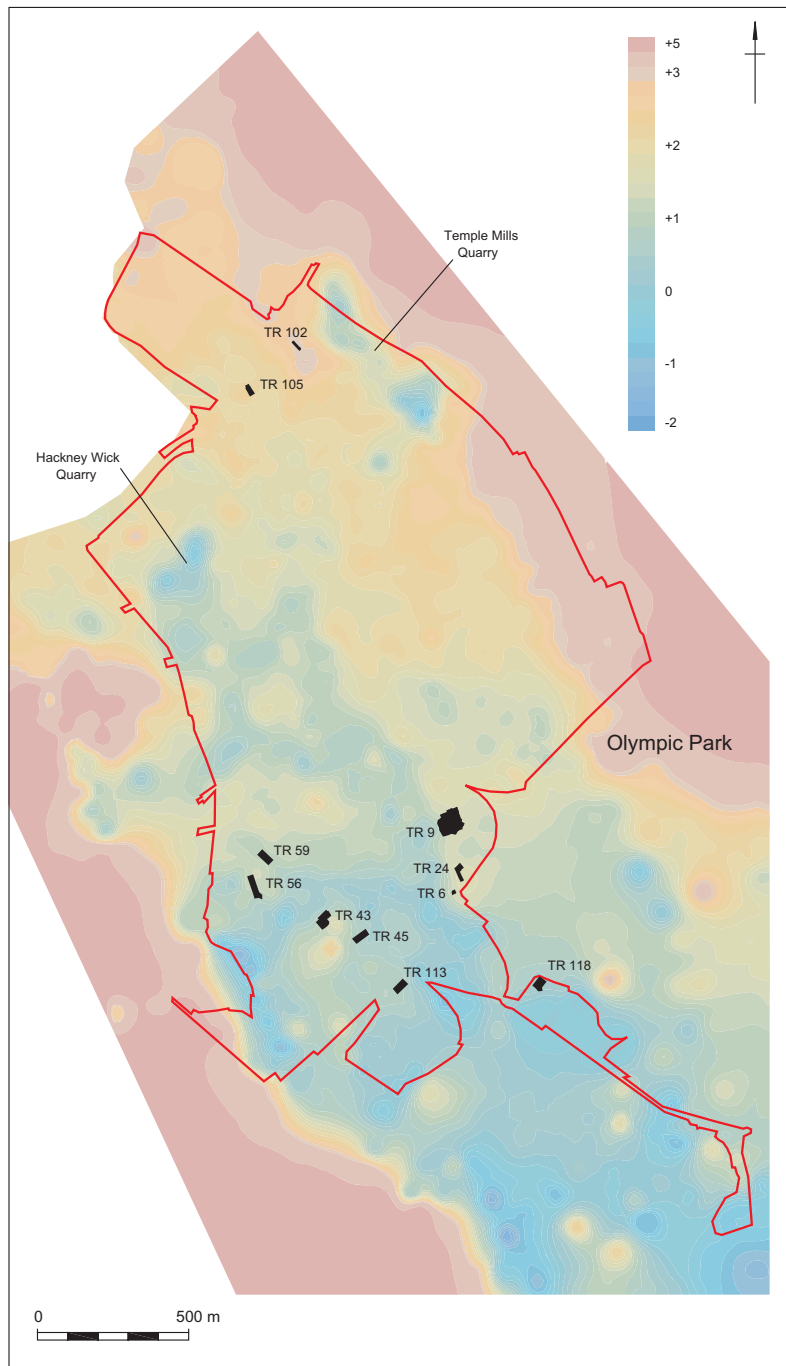 +5
+3
+2
+1
0
-1
-2
Temple Mills
Quarry
TR 102
TR 105
Hackney Wick
Quarry
Olympic Park
TR 9
TR 59
TR 24
TR 56
TR 6
TR 43
TR 45
TR 113
TR 118
0
500 m